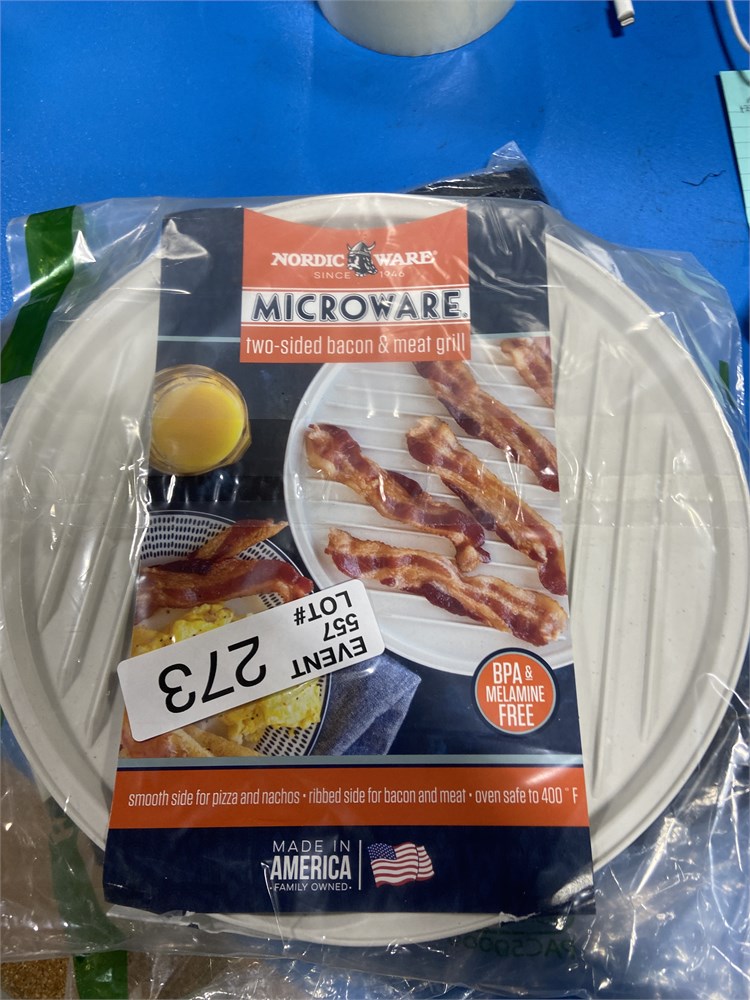 NORDIC WARE®
SINCE 1946
MICROWARE®
two-sided bacon & meat grill
EVENT
557
LOT#
273
BPA &
MELAMINE
FREE
smooth side for pizza and nachos • ribbed side for bacon and meat • oven safe to 400° F
MADE IN
AMERICA
•FAMILY OWNED•